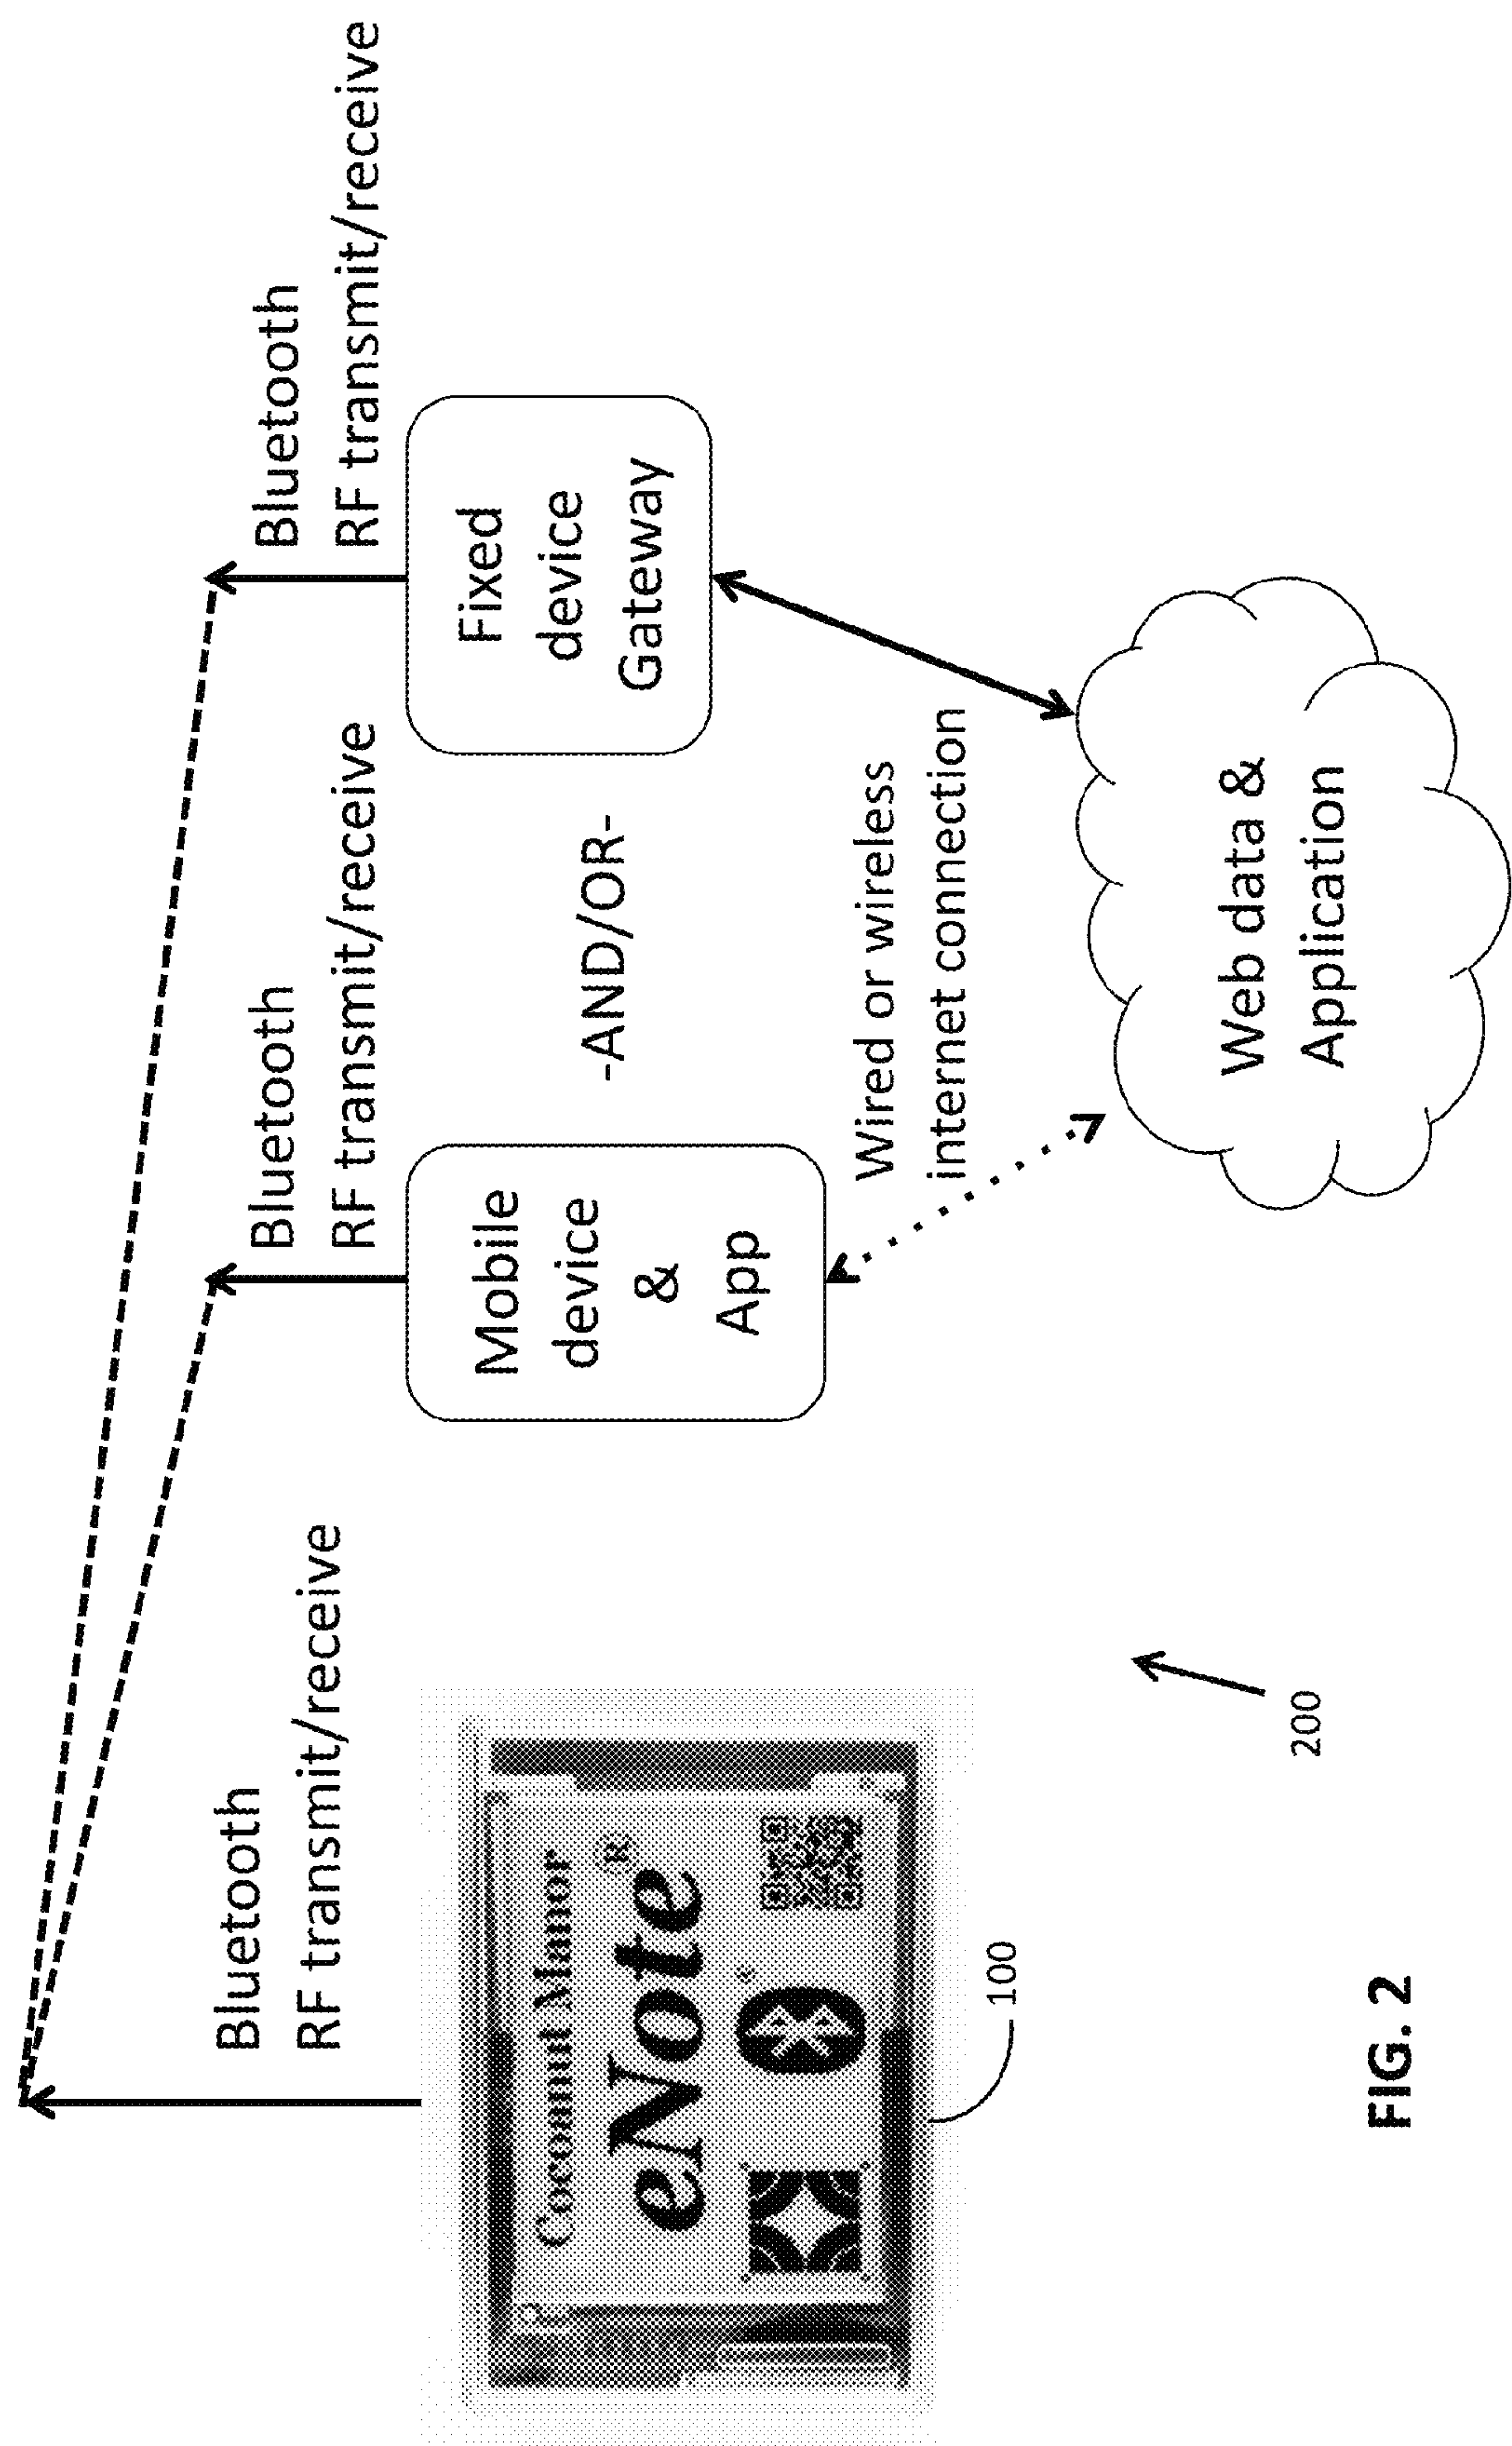 Bluetooth
RF transmit/receive
Bluetooth
RF transmit/receive
Bluetooth
RF transmit/receive
Cocoanut Manor
eNote®
100
Mobile
device
&
App
-AND/OR-
Fixed
device
Gateway
Wired or wireless
internet connection
Web data &
Application
200
FIG. 2